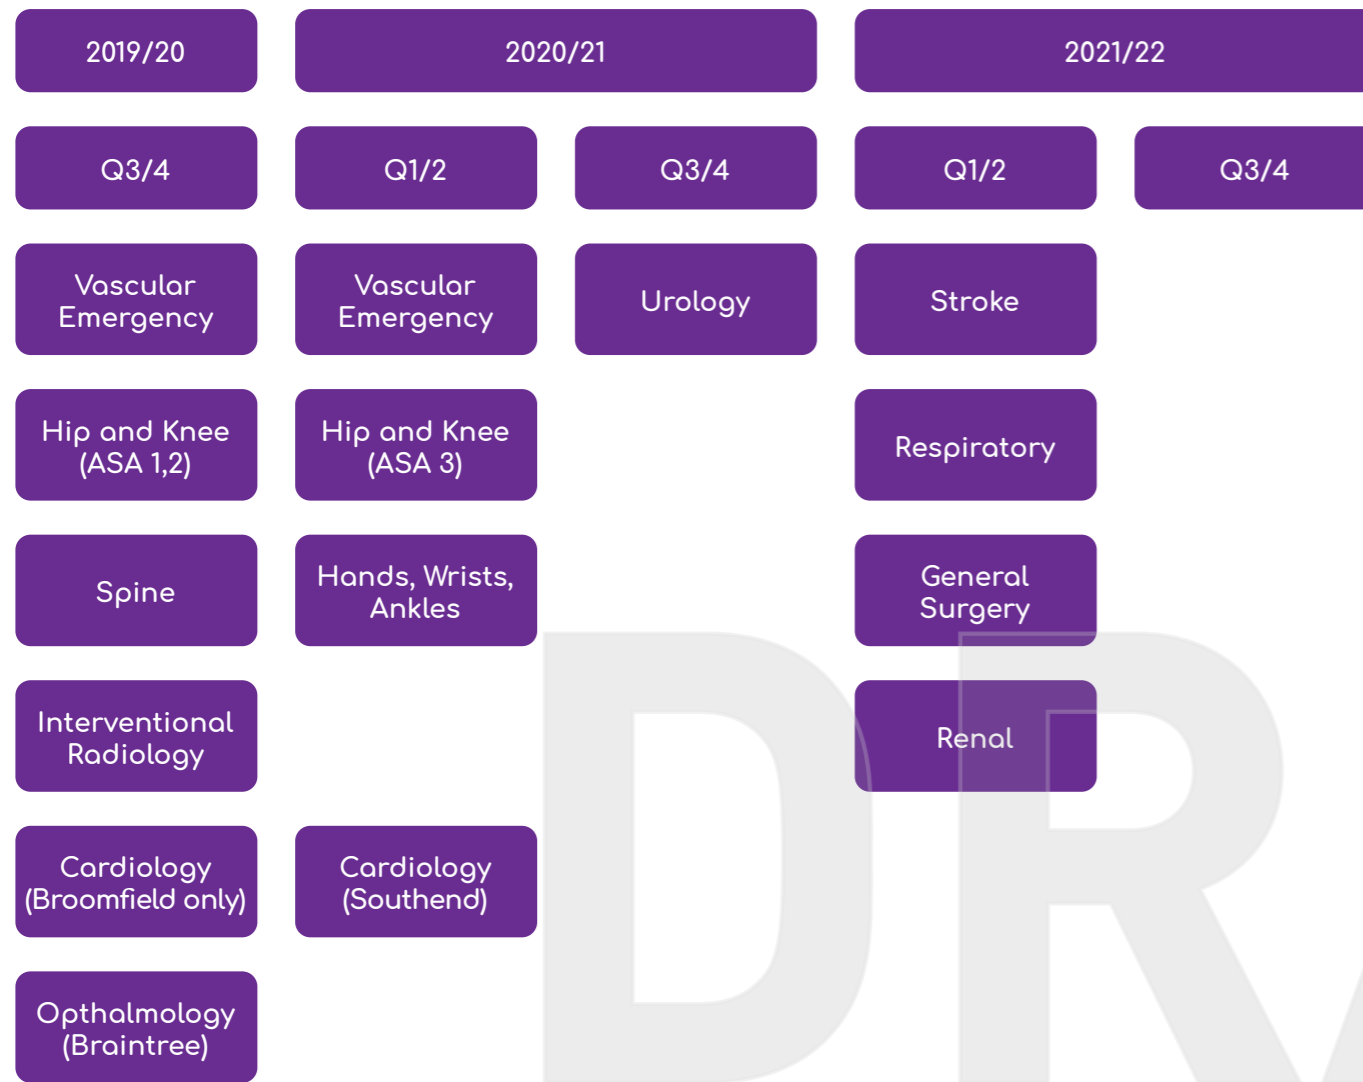 2019/20
2020/21
2021/22
Q3/4
Q1/2
Q3/4
Q1/2
Q3/4
Vascular
Emergency
Vascular
Emergency
Urology
Stroke
Hip and Knee
(ASA 1,2)
Hip and Knee
(ASA 3)
Respiratory
Spine
Hands, Wrists,
Ankles
General
Surgery
Interventional
Radiology
Renal
Cardiology
(Broomfield only)
Cardiology
(Southend)
Opthalmology
(Braintree)
DR